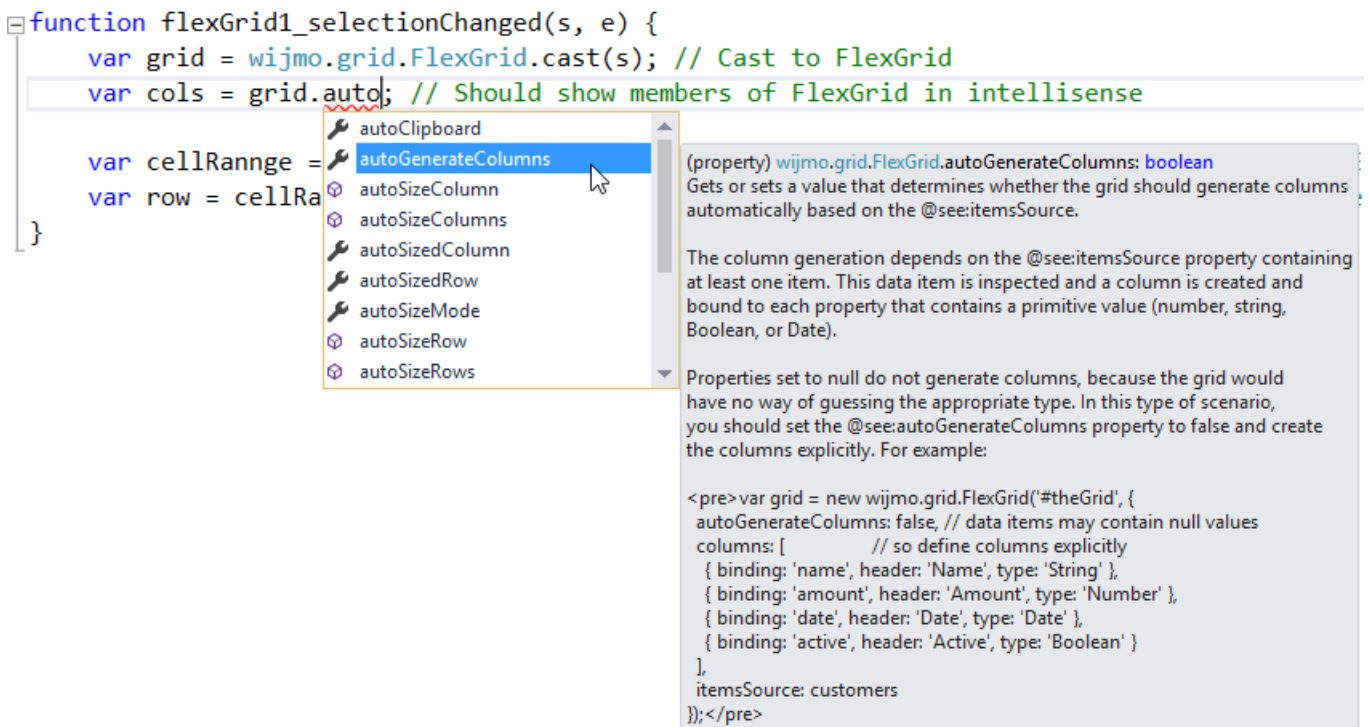 function flexGrid1_selectionChanged(s, e) {
var grid = wijmo.grid.FlexGrid.cast(s); // Cast to FlexGrid
var cols = grid.auto; // Should show members of FlexGrid in intellisense
var cellRannge =
var row = cellRa
}
autoClipboard
autoGenerateColumns
autoSizeColumn
autoSizeColumns
autoSizedColumn
autoSizedRow
autoSizeMode
autoSizeRow
autoSizeRows
(property) wijmo.grid.FlexGrid.autoGenerateColumns: boolean
Gets or sets a value that determines whether the grid should generate columns
automatically based on the @see:itemsSource.
The column generation depends on the @see:itemsSource property containing
at least one item. This data item is inspected and a column is created and
bound to each property that contains a primitive value (number, string,
Boolean, or Date).
Properties set to null do not generate columns, because the grid would
have no way of guessing the appropriate type. In this type of scenario,
you should set the @see:autoGenerateColumns property to false and create
the columns explicitly. For example:
<pre>var grid = new wijmo.grid.FlexGrid('#theGrid', {
autoGenerateColumns: false, // data items may contain null values
columns: [ // so define columns explicitly
{ binding: 'name', header: 'Name', type: 'String' },
{ binding: 'amount', header: 'Amount', type: 'Number' },
{ binding: 'date', header: 'Date', type: 'Date' },
{ binding: 'active', header: 'Active', type: 'Boolean' }
],
itemsSource: customers
});</pre>